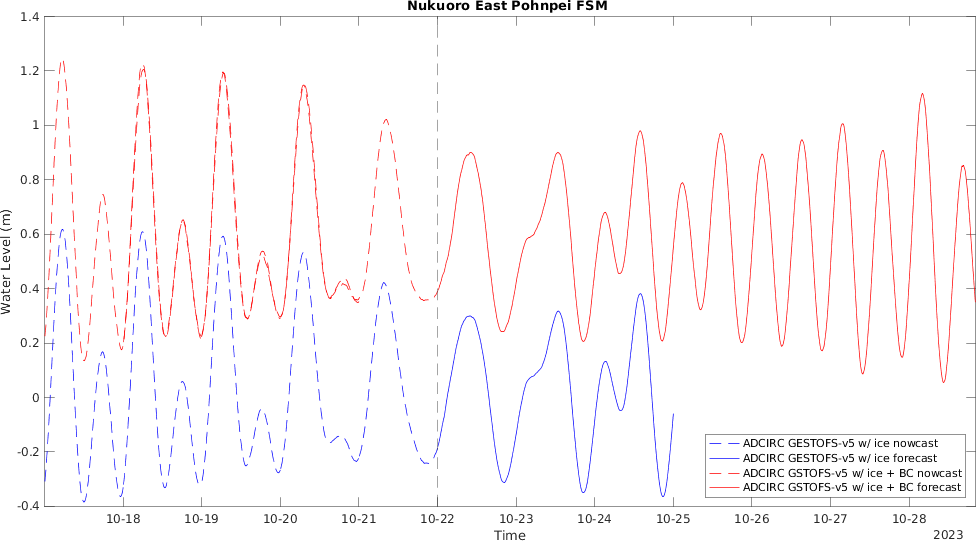 Nukuoro East Pohnpei FSM
1.4
1.2
1
0.8
0.6
0.4
0.2
0
-0.2
-0.4
Water Level (m)
10-18 10-19 10-20 10-21 10-22 10-23 10-24 10-25 10-26 10-27 10-28
Time
2023
ADCIRC GESTOFS-v5 w/ ice nowcast
ADCIRC GESTOFS-v5 w/ ice forecast
ADCIRC GSTOFS-v5 w/ ice + BC nowcast
ADCIRC GSTOFS-v5 w/ ice + BC forecast